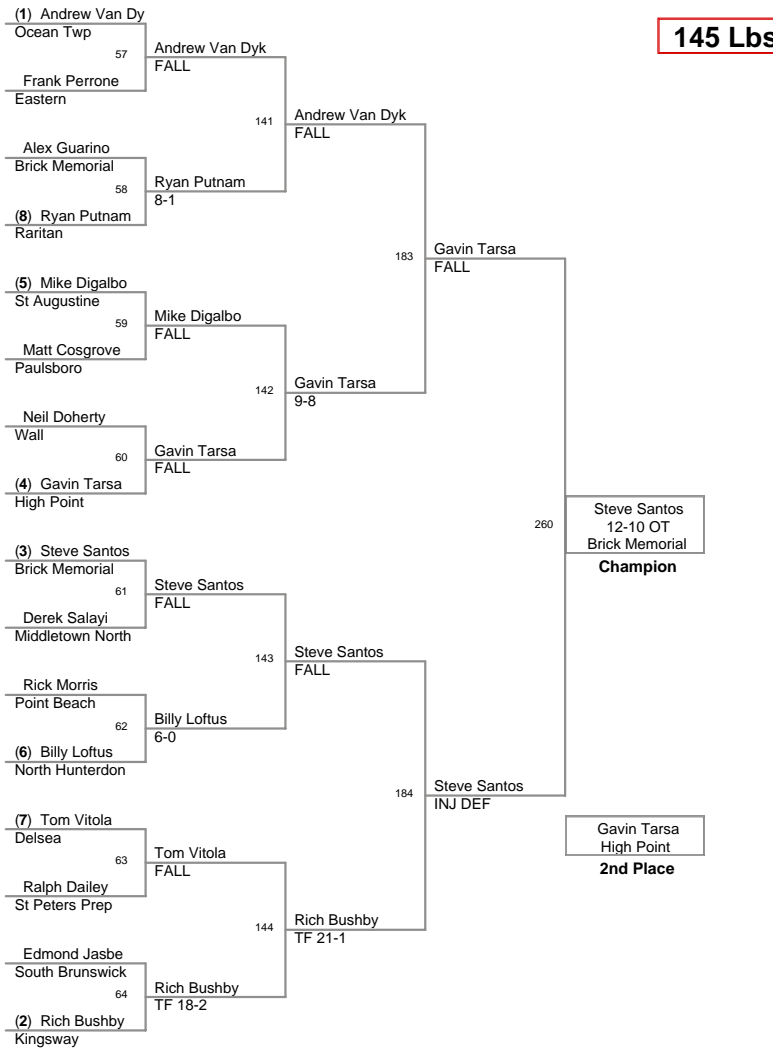 (1) Andrew Van Dy
Ocean Twp
57
Andrew Van Dyk
FALL
145 Lbs
Frank Perrone
Eastern
141
Andrew Van Dyk
FALL
Alex Guarino
Brick Memorial
58
Ryan Putnam
8-1
(8) Ryan Putnam
Raritan
183
Gavin Tarsa
FALL
(5) Mike Digalbo
St Augustine
59
Mike Digalbo
FALL
Matt Cosgrove
Paulsboro
142
Gavin Tarsa
9-8
Neil Doherty
Wall
60
Gavin Tarsa
FALL
(4) Gavin Tarsa
High Point
260
Steve Santos
12-10 OT
Brick Memorial
Champion
(3) Steve Santos
Brick Memorial
61
Steve Santos
FALL
Derek Salayi
Middletown North
143
Steve Santos
FALL
Rick Morris
Point Beach
62
Billy Loftus
6-0
(6) Billy Loftus
North Hunterdon
184
Steve Santos
INJ DEF
(7) Tom Vitola
Delsea
63
Tom Vitola
FALL
Gavin Tarsa
High Point
2nd Place
Ralph Dailey
St Peters Prep
144
Rich Bushby
TF 21-1
Edmond Jasbe
South Brunswick
64
Rich Bushby
TF 18-2
(2) Rich Bushby
Kingsway